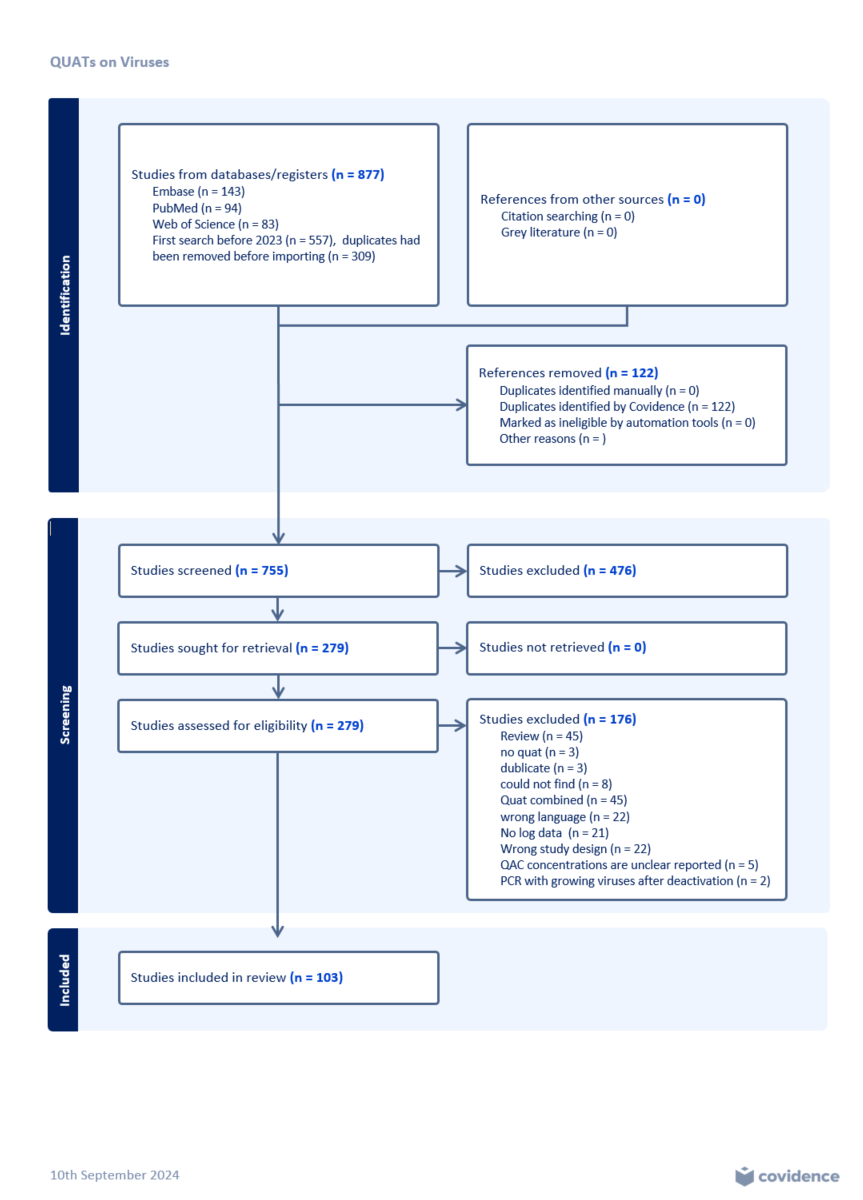 QUATs on Viruses
Identification
Studies from databases/registers (n = 877)
Embase (n = 143)
PubMed (n = 94)
Web of Science (n = 83)
First search before 2023 (n = 557), duplicates had
been removed before importing (n = 309)
References from other sources (n = 0)
Citation searching (n = 0)
Grey literature (n = 0)
References removed (n = 122)
Duplicates identified manually (n = 0)
Duplicates identified by Covidence (n = 122)
Marked as ineligible by automation tools (n = 0)
Other reasons (n = )
Screening
Studies screened (n = 755)
Studies excluded (n = 476)
Studies sought for retrieval (n = 279)
Studies not retrieved (n = 0)
Studies assessed for eligibility (n = 279)
Studies excluded (n = 176)
Review (n = 45)
no quat (n = 3)
dublicate (n = 3)
could not find (n = 8)
Quat combined (n = 45)
wrong language (n = 22)
No log data (n = 21)
Wrong study design (n = 22)
QAC concentrations are unclear reported (n = 5)
PCR with growing viruses after deactivation (n = 2)
Included
Studies included in review (n = 103)
10th September 2024
covidence